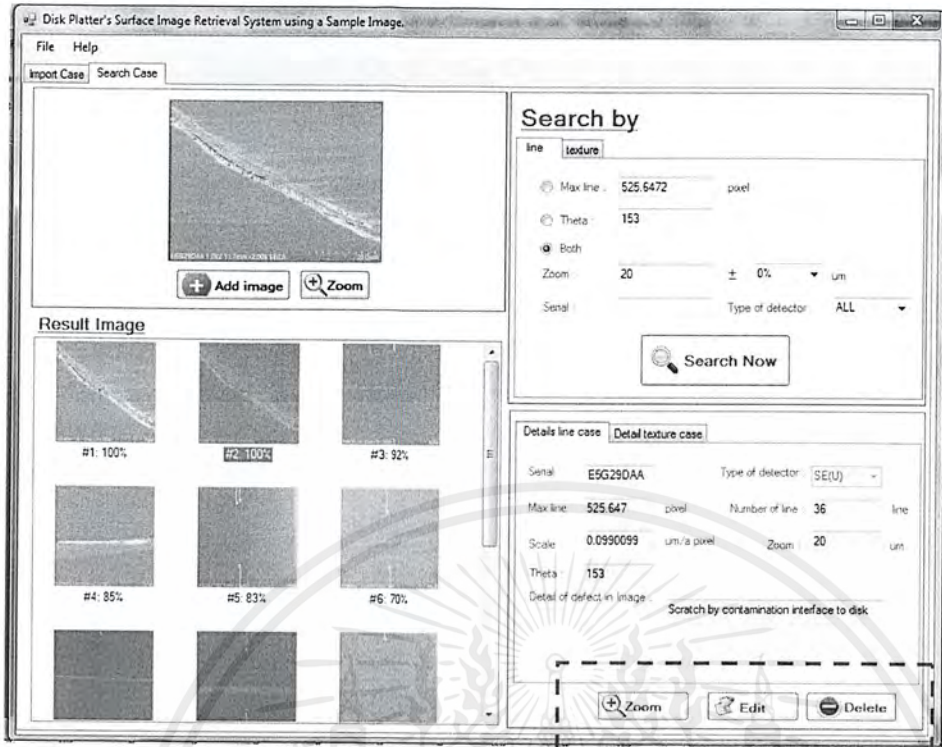 Disk Platter's Surface Image Retrieval System using a Sample Image.
File Help
Import Case Search Case
Add image Zoom
Result Image
#1: 100% #2: 100% #3: 92%
#4: 85% #5: 83% #6: 70%
Search by
line texture
Max line : 525.6472 pixel
Theta : 153
Both
Zoom : 20 ± 0% um
Serial : Type of detector ALL
Search Now
Details line case Detail texture case
Serial E5G29DAA Type of detector : SE(U)
Max line 525.647 pixel Number of line : 36 line
Scale 0.0990099 um/a pixel Zoom : 20 um
Theta : 153
Detail of defect in Image :
Scratch by contamination interface to disk
Zoom Edit Delete